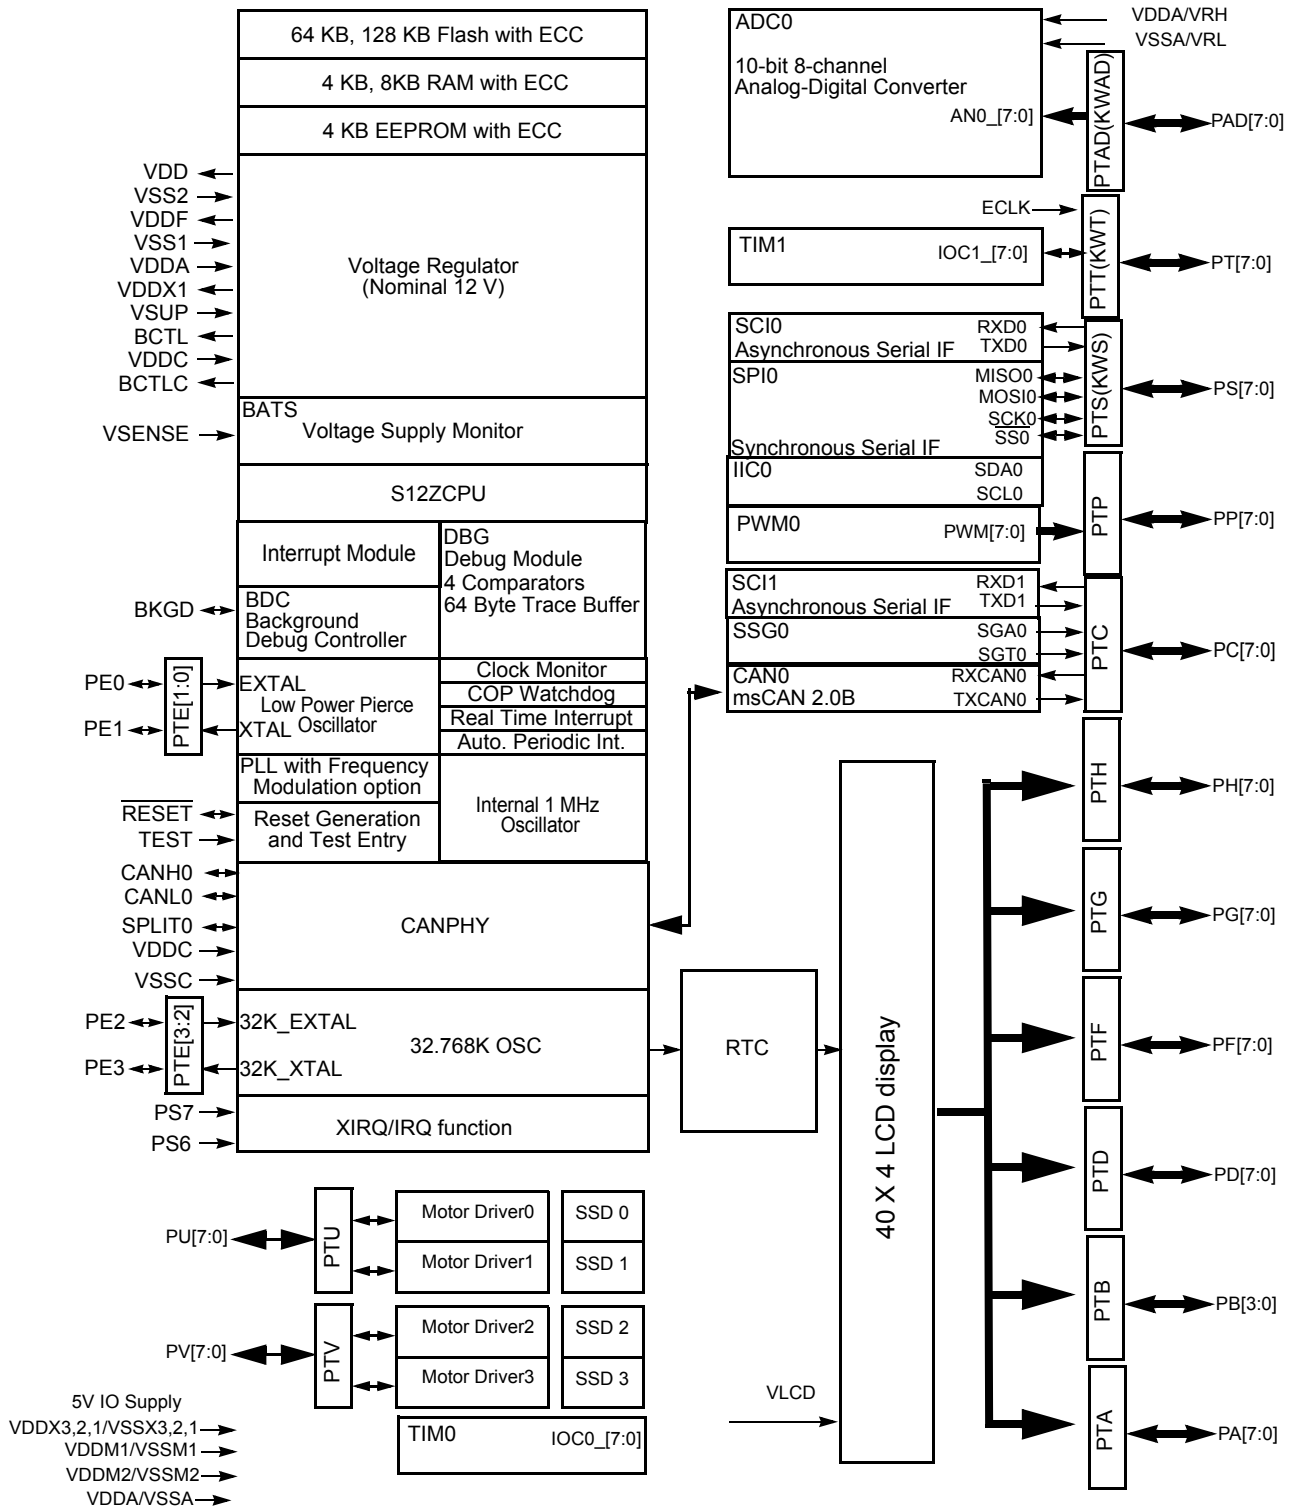 64 KB, 128 KB Flash with ECC
4 KB, 8KB RAM with ECC
4 KB EEPROM with ECC
VDD
VSS2
VDDF
VSS1
VDDA
VDDX1
VSUP
BCTL
VDDC
BCTLC
Voltage Regulator
(Nominal 12 V)
VSENSE
BATS
Voltage Supply Monitor
S12ZCPU
Interrupt Module
DBG
Debug Module
4 Comparators
64 Byte Trace Buffer
BKGD
BDC
Background
Debug Controller
PE0
PE1
PTE[1:0]
EXTAL
Low Power Pierce
Oscillator
XTAL
Clock Monitor
COP Watchdog
Real Time Interrupt
Auto. Periodic Int.
PLL with Frequency
Modulation option
Internal 1 MHz
Oscillator
RESET
TEST
Reset Generation
and Test Entry
CANH0
CANL0
SPLIT0
VDDC
VSSC
CANPHY
PE2
PE3
PTE[3:2]
32K_EXTAL
32.768K OSC
32K_XTAL
PS7
PS6
XIRQ/IRQ function
RTC
PU[7:0]
PTU
Motor Driver0
SSD 0
Motor Driver1
SSD 1
PV[7:0]
PTV
Motor Driver2
SSD 2
Motor Driver3
SSD 3
5V IO Supply
VDDX3,2,1/VSSX3,2,1
VDDM1/VSSM1
VDDM2/VSSM2
VDDA/VSSA
TIM0
IOC0_[7:0]
ADC0
10-bit 8-channel
Analog-Digital Converter
AN0_[7:0]
VDDA/VRH
VSSA/VRL
PTAD(KWAD)
PAD[7:0]
ECLK
TIM1
IOC1_[7:0]
PTT(KWT)
PT[7:0]
SCI0
RXD0
TXD0
Asynchronous Serial IF
SPI0
MISO0
MOSI0
SCK0
SS0
Synchronous Serial IF
PTS(KWS)
PS[7:0]
IIC0
SDA0
SCL0
PWM0
PWM[7:0]
PTP
PP[7:0]
SCI1
RXD1
TXD1
Asynchronous Serial IF
SSG0
SGA0
SGT0
CAN0
msCAN 2.0B
RXCAN0
TXCAN0
PTC
PC[7:0]
40 X 4 LCD display
VLCD
PTH
PH[7:0]
PTG
PG[7:0]
PTF
PF[7:0]
PTD
PD[7:0]
PTB
PB[3:0]
PTA
PA[7:0]